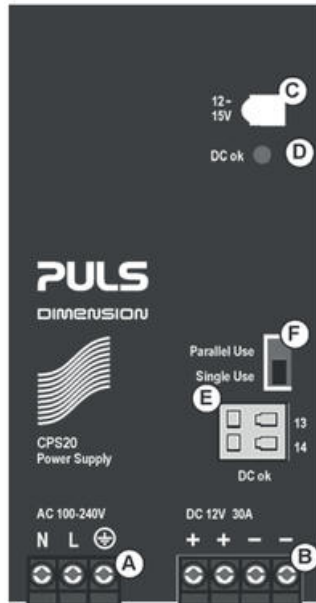 C
12-
15V
DC ok D
PULS
DIMENSION
F
Parallel Use
Single Use
E
13
14
DC ok
CPS20
Power Supply
AC 100-240V
N L
A
DC 12V 30A
+ + − −
B